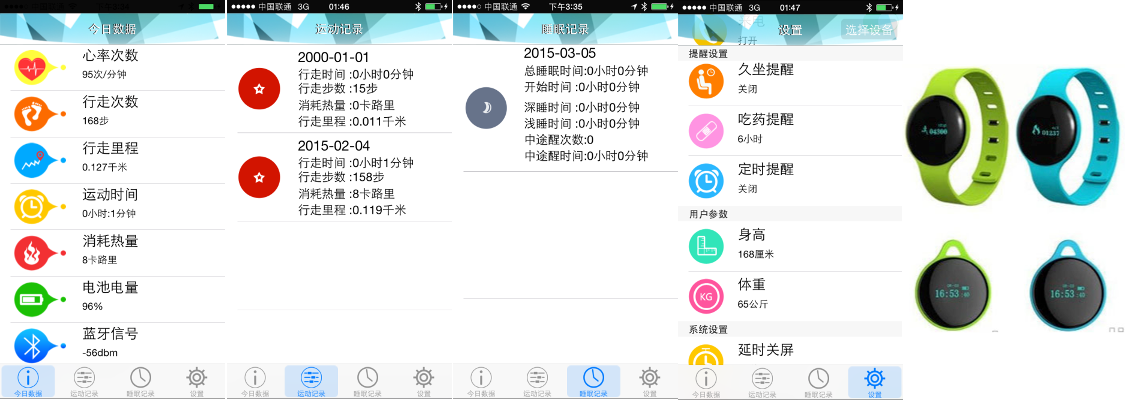 今日数据
心率次数
95次/分钟
行走次数
168步
行走里程
0.127千米
运动时间
0小时:1分钟
消耗热量
8卡路里
电池电量
96%
蓝牙信号
-56dbm
今日数据
运动记录
睡眠记录
设置
中国联通 3G
01:46
运动记录
2000-01-01
行走时间 :0小时0分钟
行走步数 :15步
消耗热量 :0卡路里
行走里程 :0.011千米
2015-02-04
行走时间 :0小时1分钟
行走步数 :158步
消耗热量 :8卡路里
行走里程 :0.119千米
今日数据
运动记录
睡眠记录
设置
中国联通
下午3:35
睡眠记录
2015-03-05
总睡眠时间:0小时0分钟
开始时间 :0小时0分钟
深睡时间 :0小时0分钟
浅睡时间 :0小时0分钟
中途醒次数:0
中途醒时间:0小时0分钟
今日数据
运动记录
睡眠记录
设置
中国联通 3G
01:47
设置
选择设备
打开
提醒设置
久坐提醒
关闭
吃药提醒
6小时
定时提醒
关闭
用户参数
身高
168厘米
KG
体重
65公斤
系统设置
延时关屏
今日数据
运动记录
睡眠记录
设置
04300
01237
16:53
16:53